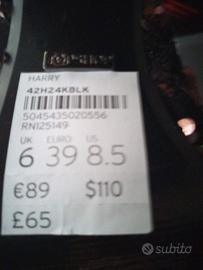 HARRY
42H24KBLK
5045435020556
RN125149
UK EURO US
6 39 8.5
€89 $110
£65
subito